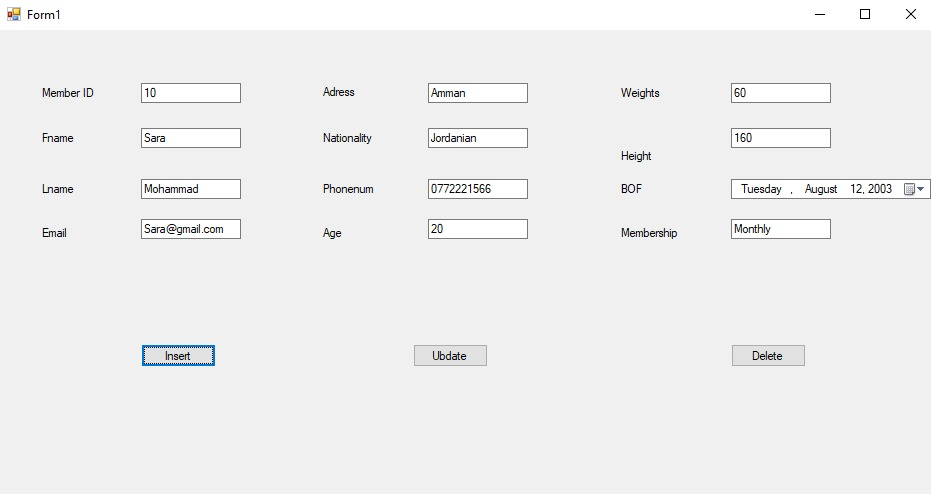 Form1
Member ID 10 Adress Amman Weights 60
Fname Sara Nationality Jordanian 160
Height
Lname Mohammad Phonenum 0772221566 BOF Tuesday , August 12, 2003
Email Sara@gmail.com Age 20 Membership Monthly
Insert Ubdate Delete